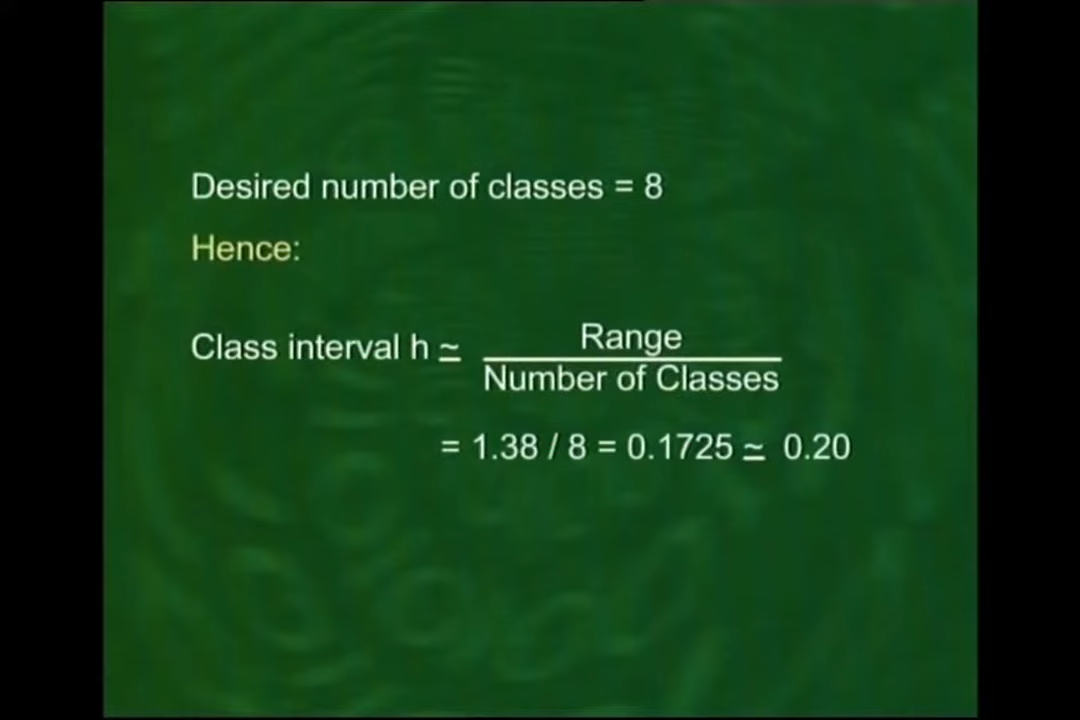 Desired number of classes = 8
Hence:
Class interval h ≃ Range
Number of Classes
= 1.38 / 8 = 0.1725 ≃ 0.20